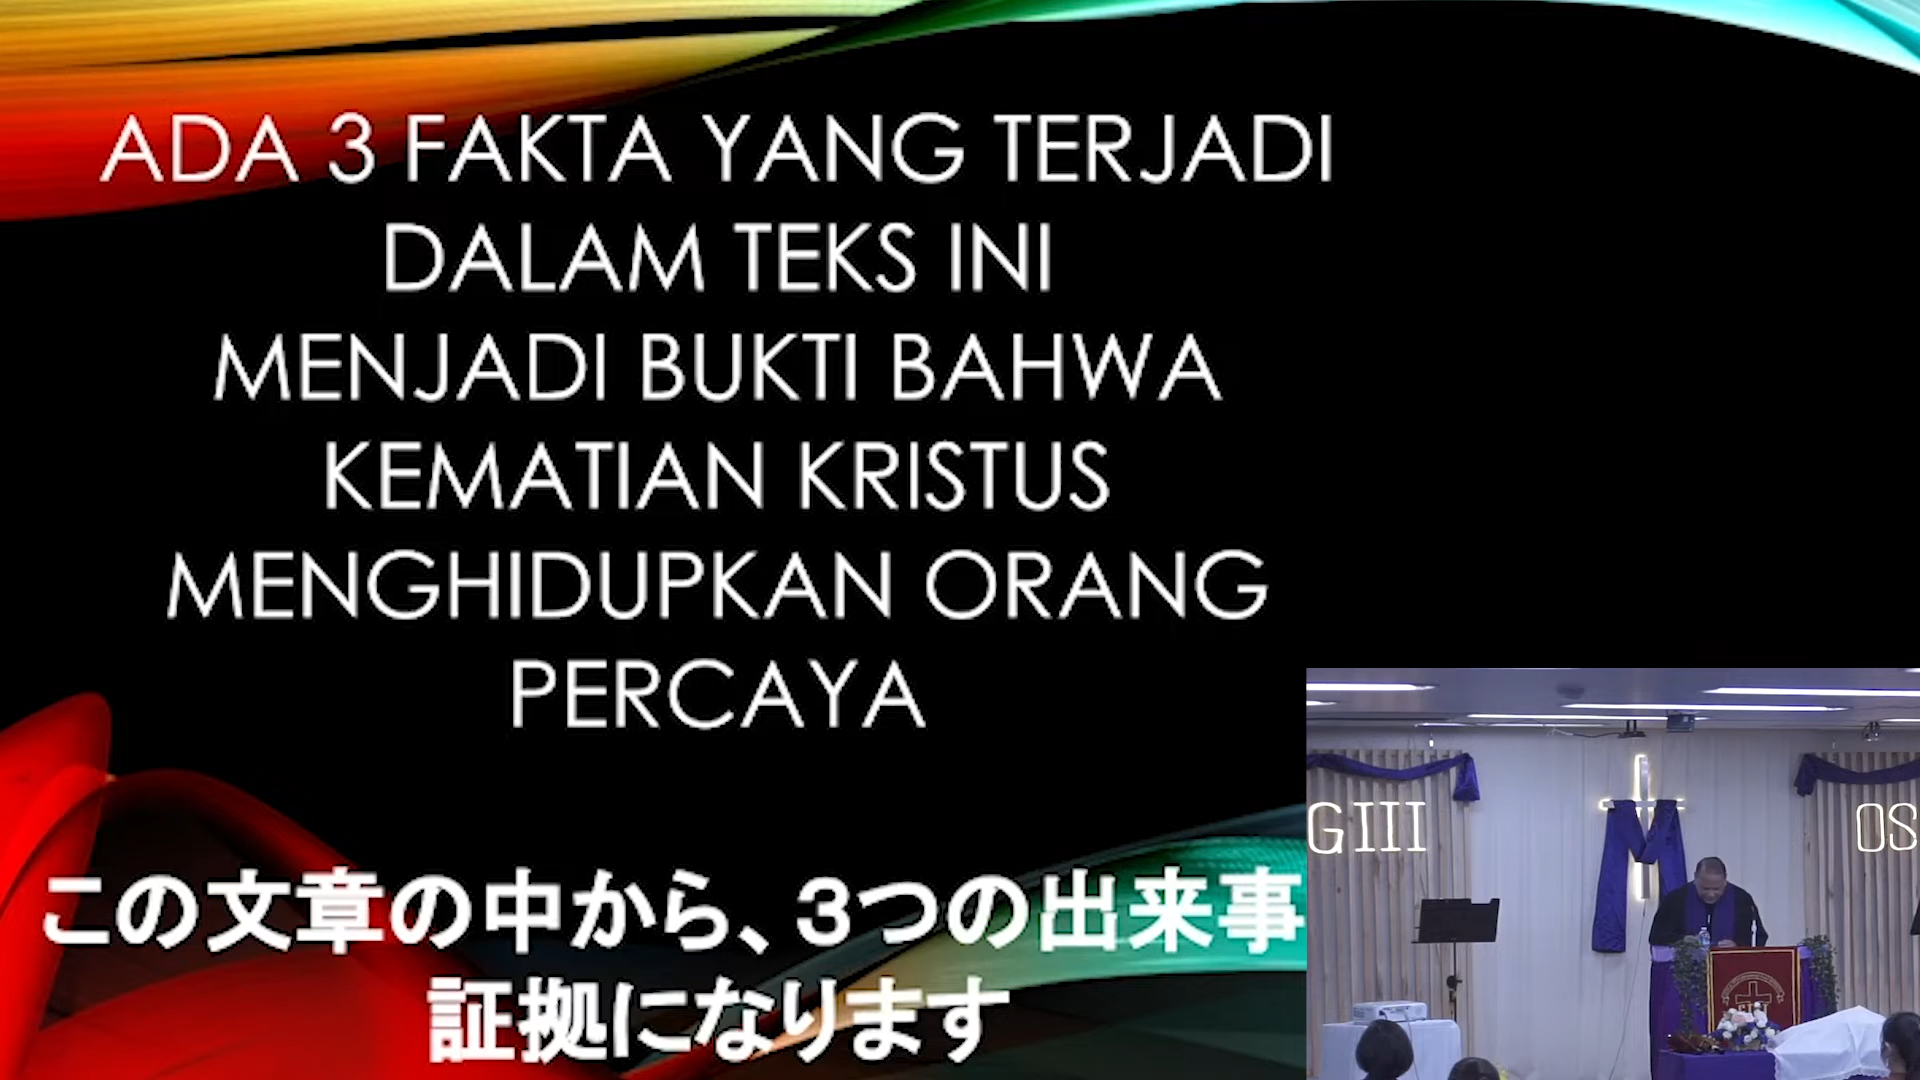 ADA 3 FAKTA YANG TERJADI
DALAM TEKS INI
MENJADI BUKTI BAHWA
KEMATIAN KRISTUS
MENGHIDUPKAN ORANG
PERCAYA
この文章の中から、3つの出来事
証拠になります
GIII
OS